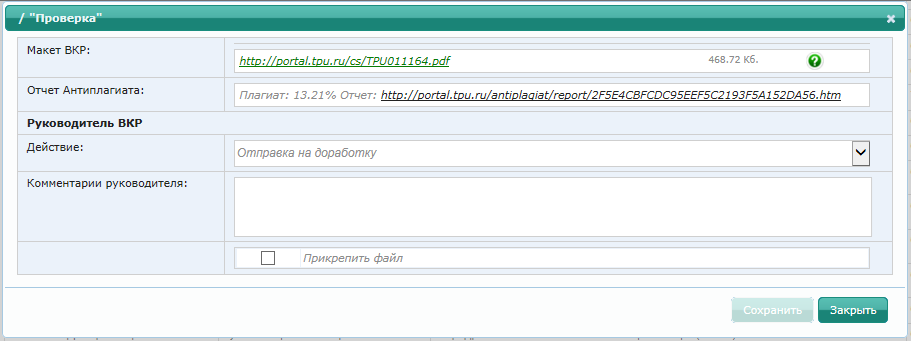 / "Проверка"
Макет ВКР:
http://portal.tpu.ru/cs/TPU011164.pdf 468.72 Кб.
Отчет Антиплагиата:
Плагиат: 13.21% Отчет: http://portal.tpu.ru/antiplagiat/report/2F5E4CBFCDC95EEF5C2193F5A152DA56.htm
Руководитель ВКР
Действие:
Отправка на доработку
Комментарии руководителя:
Прикрепить файл
Сохранить Закрыть